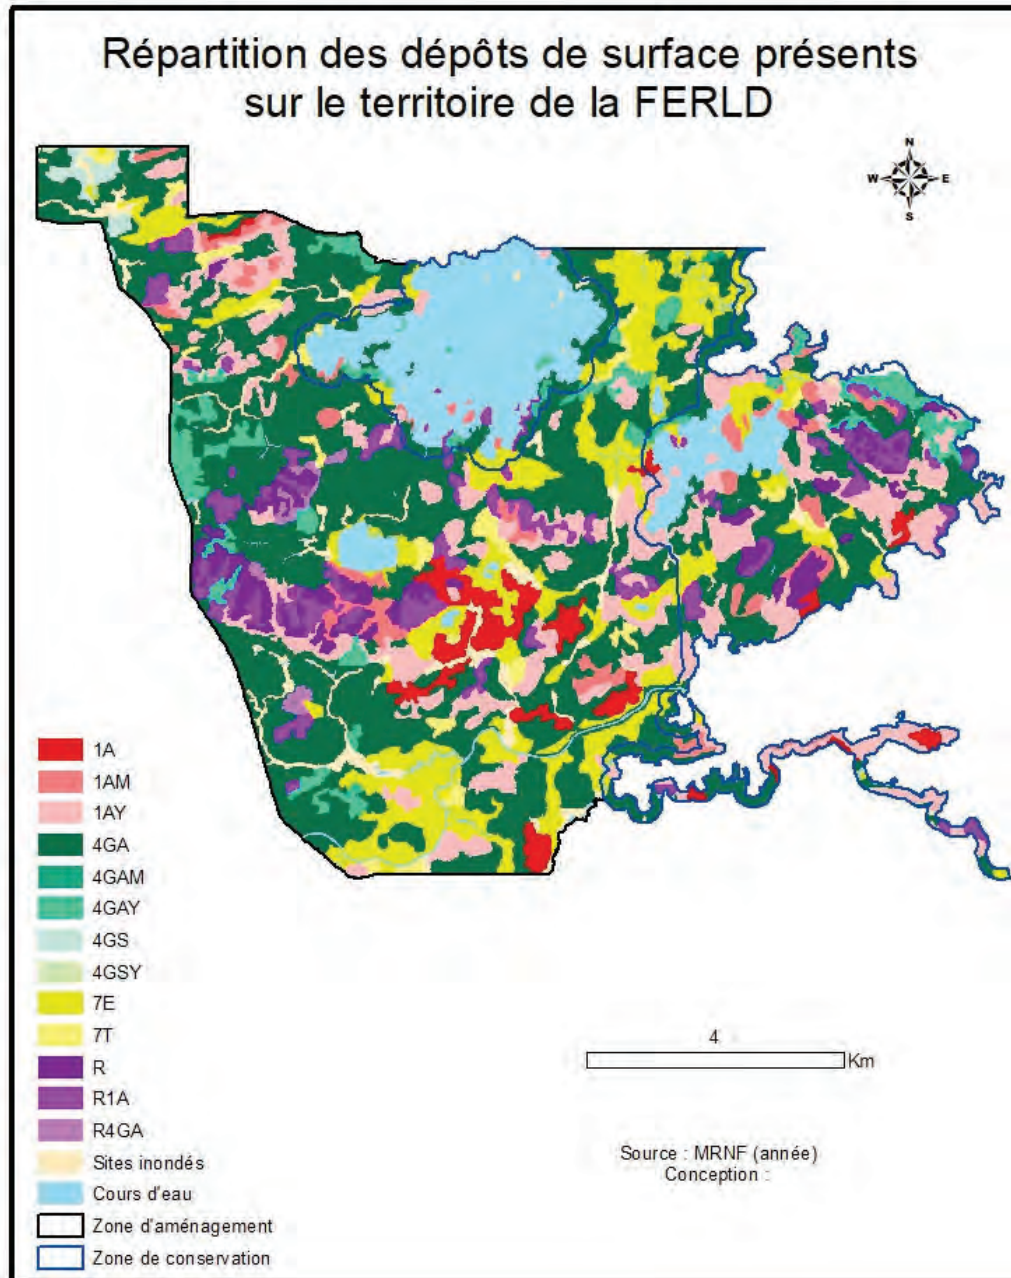 Répartition des dépôts de surface présents
sur le territoire de la FERLD
N
W E
S
1A
1AM
1AY
4GA
4GAM
4GAY
4GS
4GSY
7E
7T
R
R1A
R4GA
Sites inondés
Cours d'eau
Zone d'aménagement
Zone de conservation
4
Km
Source : MRNF (année)
Conception :